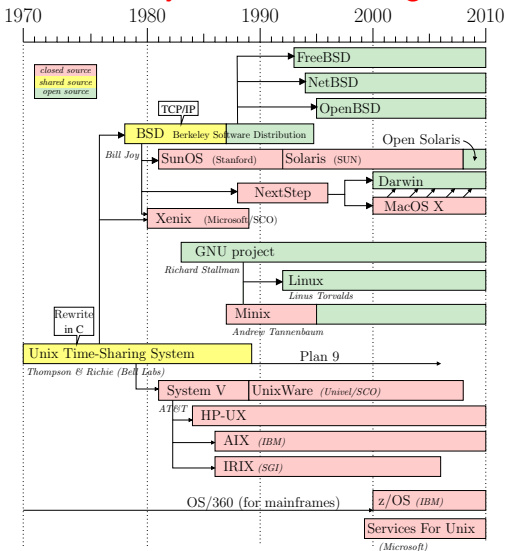 1970 1980 1990 2000 2010
closed source
shared source
open source
FreeBSD
NetBSD
TCP/IP
OpenBSD
BSD Berkeley Software Distribution
Open Solaris
Bill Joy
SunOS (Stanford) Solaris (SUN)
Darwin
NextStep
MacOS X
Xenix (Microsoft/SCO)
GNU project
Richard Stallman
Linux
Linus Torvalds
Minix
Andrew Tannenbaum
Rewrite
in C
Unix Time-Sharing System
Plan 9
Thompson & Richie (Bell Labs)
System V UnixWare (Univel/SCO)
AT&T
HP-UX
AIX (IBM)
IRIX (SGI)
OS/360 (for mainframes) z/OS (IBM)
Services For Unix
(Microsoft)